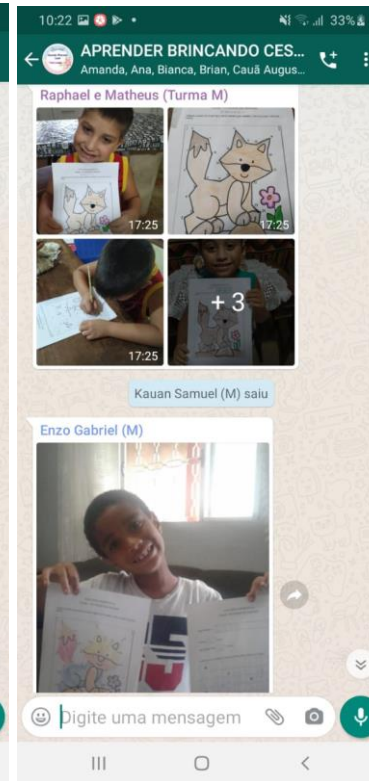 10:22
33%
APRENDER BRINCANDO CES...
Amanda, Ana, Bianca, Brian, Cauã Augus...
Raphael e Matheus (Turma M)
17:25
17:25
17:25
+ 3
Kauan Samuel (M) saiu
Enzo Gabriel (M)
Digite uma mensagem